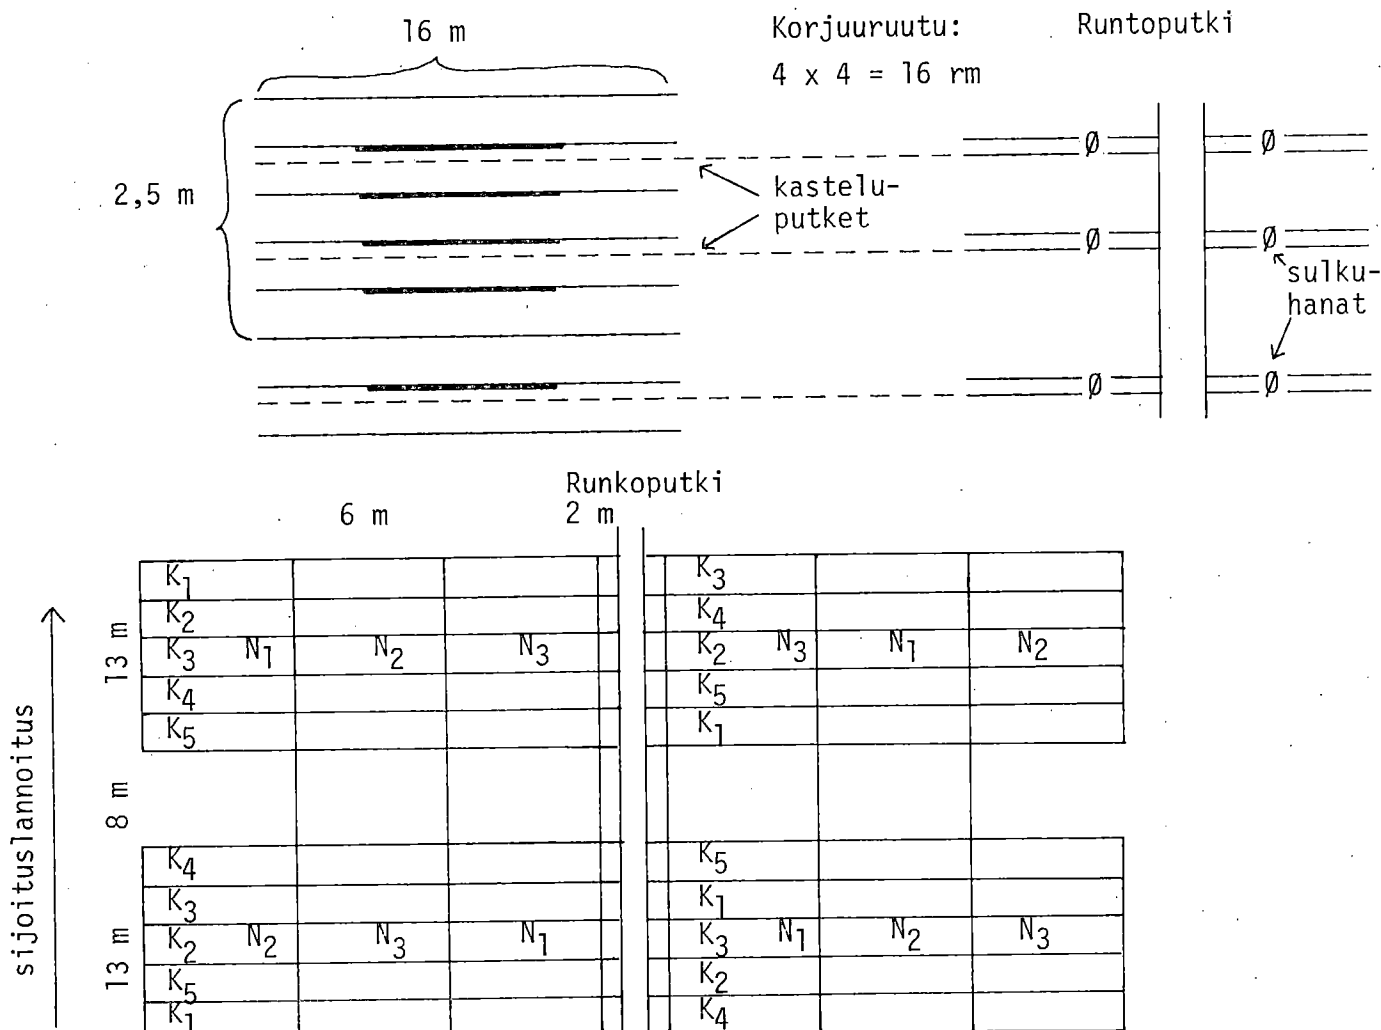 16 m
Korjuuruutu:
Runtoputki
4 x 4 = 16 rm
Ø Ø
kastelu-
putket
2,5 m
Ø Ø
sulku-
hanat
Ø Ø
Runkoputki
6 m 2 m
K1 K3
K2 K4
13 m K3 N1 N2 N3 K2 N3 N1 N2
K4 K5
K5 K1
8 m
sijoituslannoitus
K4 K5
K3 K1
13 m K2 N2 N3 N1 K3 N1 N2 N3
K5 K2
K1 K4